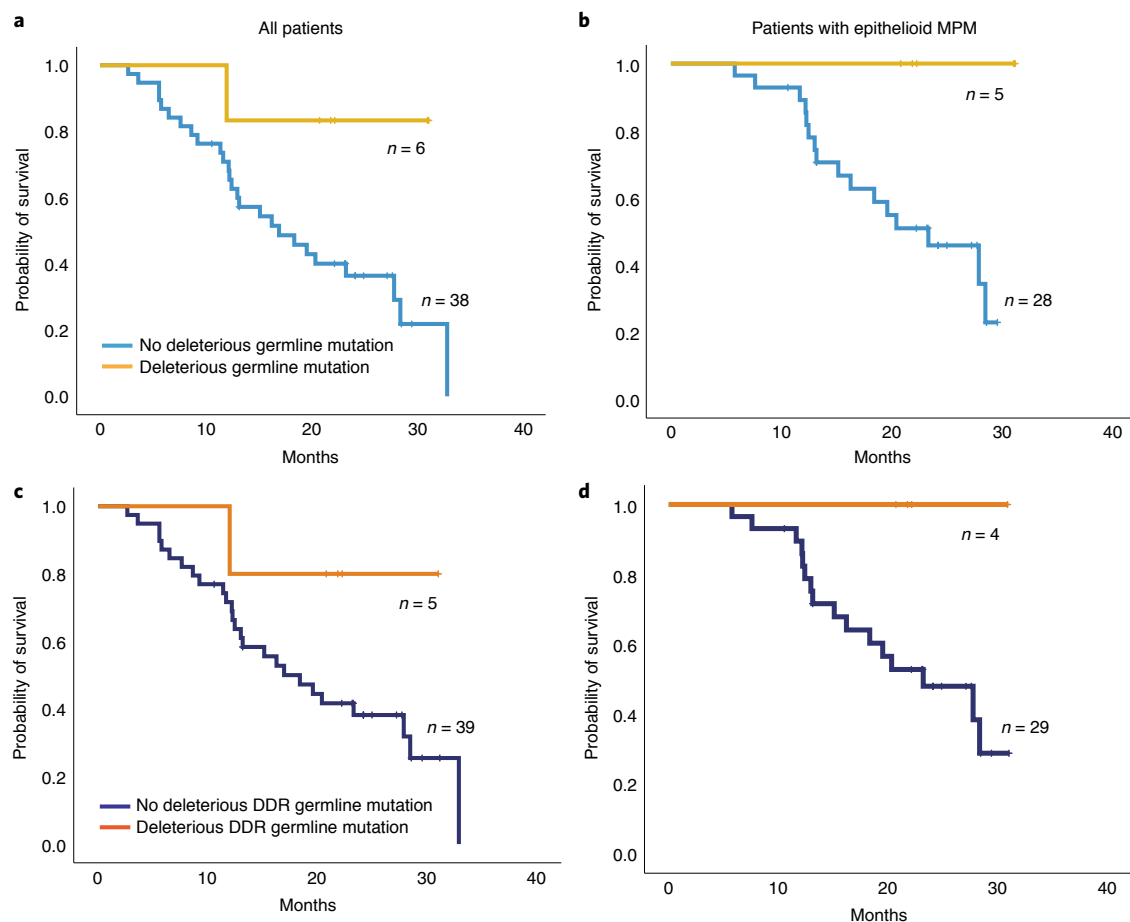 a
All patients
1.0
0.8
0.6
0.4
0.2
0.0
Probability of survival
n = 6
n = 38
No deleterious germline mutation
Deleterious germline mutation
0
10
20
30
40
Months
b
Patients with epithelioid MPM
1.0
0.8
0.6
0.4
0.2
0.0
Probability of survival
n = 5
n = 28
0
10
20
30
40
Months
c
1.0
0.8
0.6
0.4
0.2
0.0
Probability of survival
n = 5
n = 39
No deleterious DDR germline mutation
Deleterious DDR germline mutation
0
10
20
30
40
Months
d
1.0
0.8
0.6
0.4
0.2
0.0
Probability of survival
n = 4
n = 29
0
10
20
30
40
Months